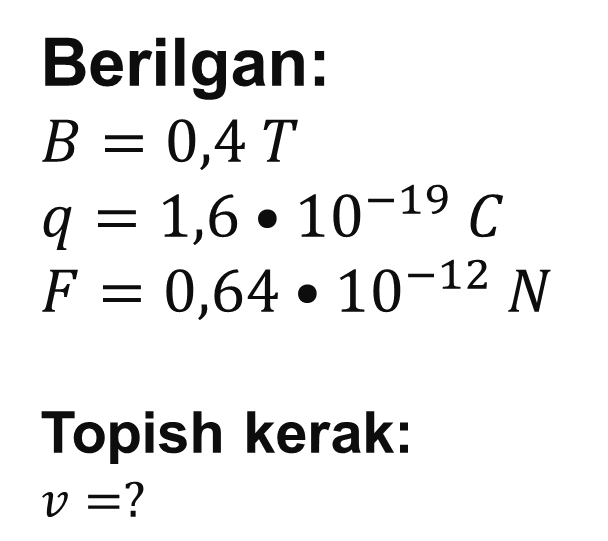 Berilgan:
B = 0,4 T
q = 1,6 • 10⁻¹⁹ C
F = 0,64 • 10⁻¹² N
Topish kerak:
v =?